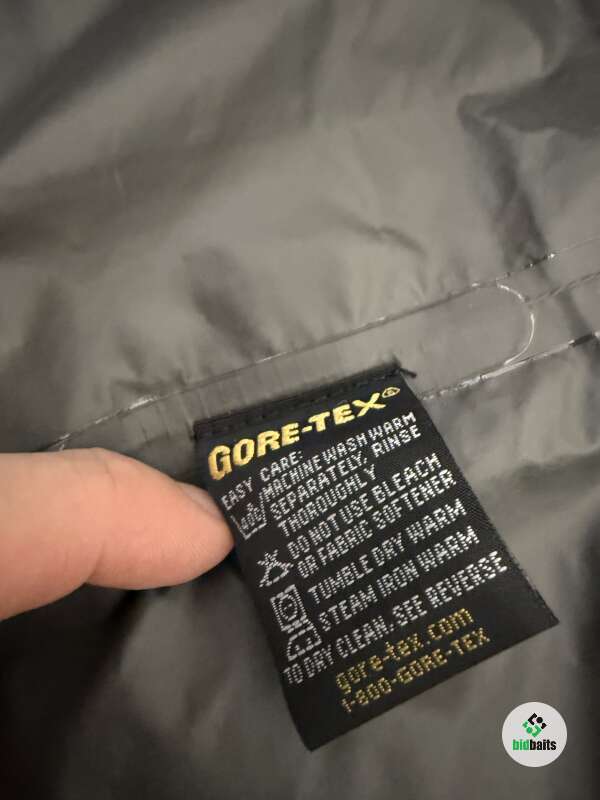 GORE-TEX®
EASY CARE:
40C MACHINE WASH WARM
SEPARATELY, RINSE
THOROUGHLY
DO NOT USE BLEACH
OR FABRIC SOFTENER
TUMBLE DRY WARM
STEAM IRON WARM
TO DRY CLEAN, SEE REVERSE
gore-tex.com
1-800-GORE-TEX
bidbaits